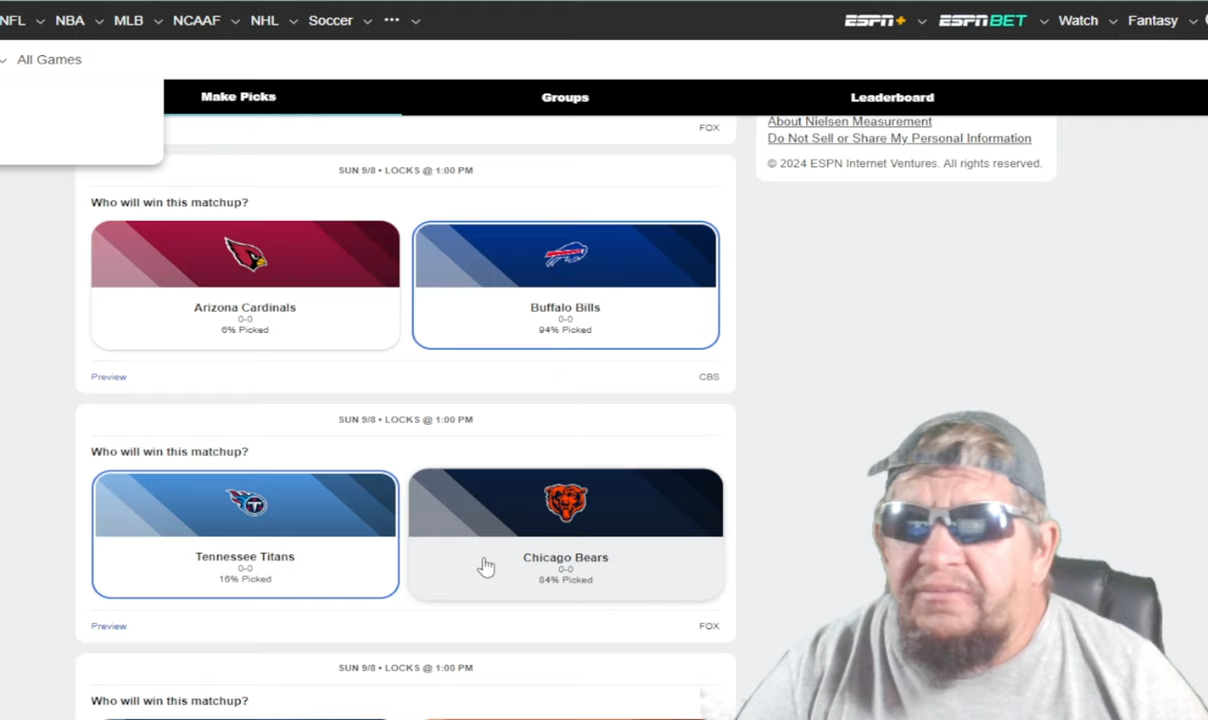 NFL NBA MLB NCAAF NHL Soccer ESPN+ ESPN BET Watch Fantasy
All Games
Make Picks Groups Leaderboard
FOX
About Nielsen Measurement
Do Not Sell or Share My Personal Information
© 2024 ESPN Internet Ventures. All rights reserved.
SUN 9/8 • LOCKS @ 1:00 PM
Who will win this matchup?
Arizona Cardinals
0-0
6% Picked
Buffalo Bills
0-0
94% Picked
Preview CBS
SUN 9/8 • LOCKS @ 1:00 PM
Who will win this matchup?
T
Tennessee Titans
0-0
16% Picked
Chicago Bears
0-0
84% Picked
Preview FOX
SUN 9/8 • LOCKS @ 1:00 PM
Who will win this matchup?